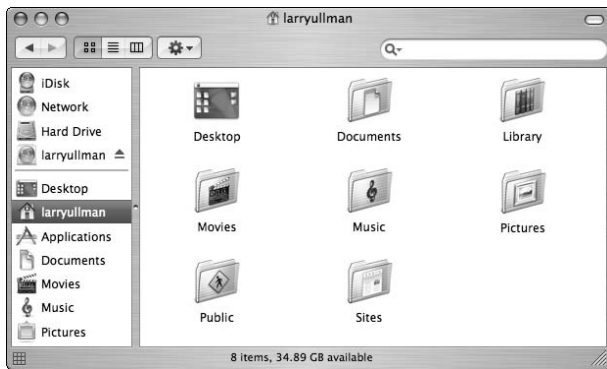 larryullman
iDisk
Network
Hard Drive
larryullman
Desktop
larryullman
Applications
Documents
Movies
Music
Pictures
Desktop
Documents
Library
Movies
Music
Pictures
Public
Sites
8 items, 34.89 GB available